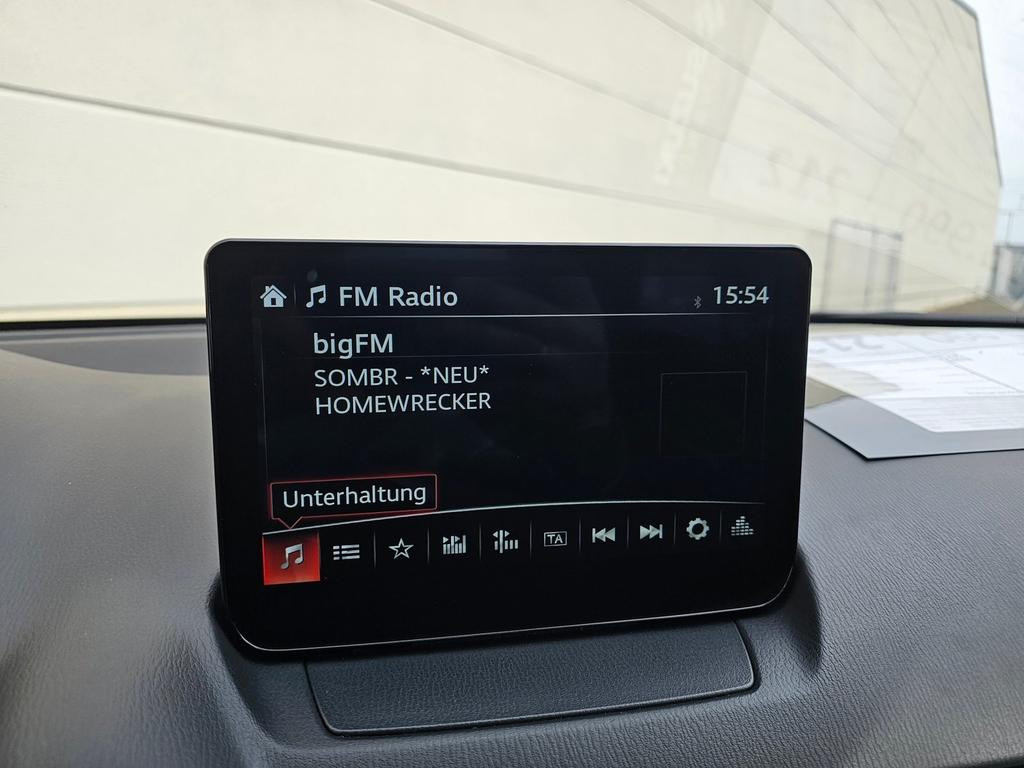 FM Radio
15:54
bigFM
SOMBR - *NEU*
HOMEWRECKER
Unterhaltung
TA